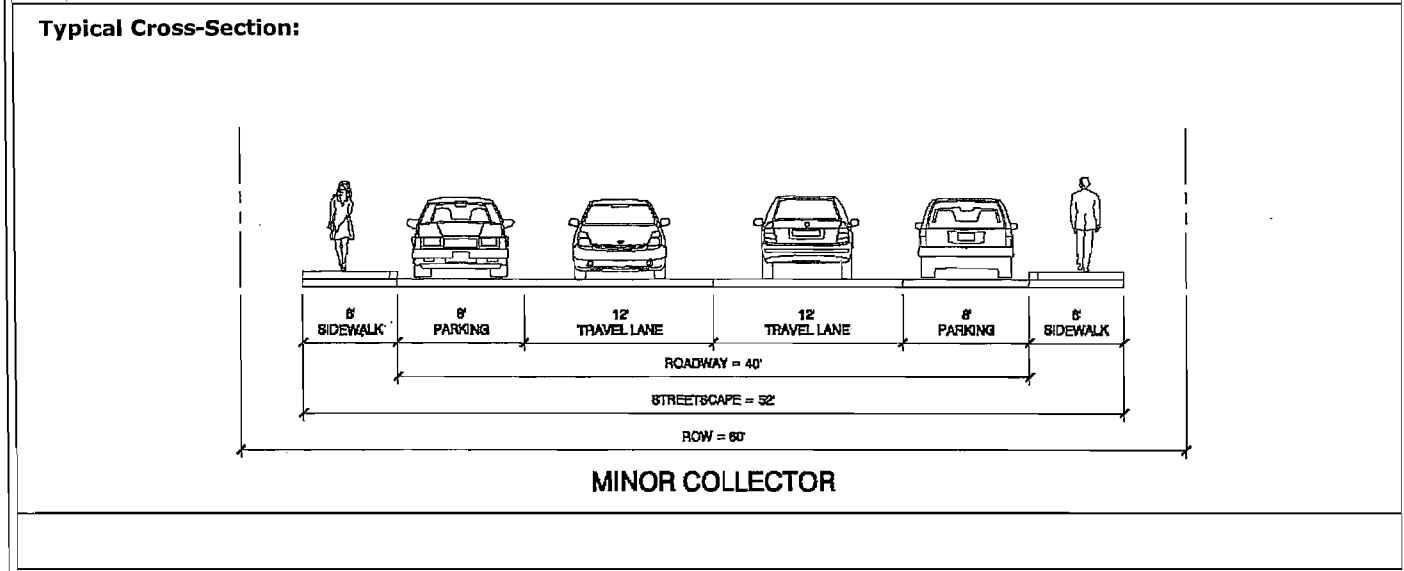 Typical Cross-Section:
6' 8' 12' 12' 8' 6'
SIDEWALK PARKING TRAVEL LANE TRAVEL LANE PARKING SIDEWALK
ROADWAY = 40'
STREETSCAPE = 52'
ROW = 60'
MINOR COLLECTOR